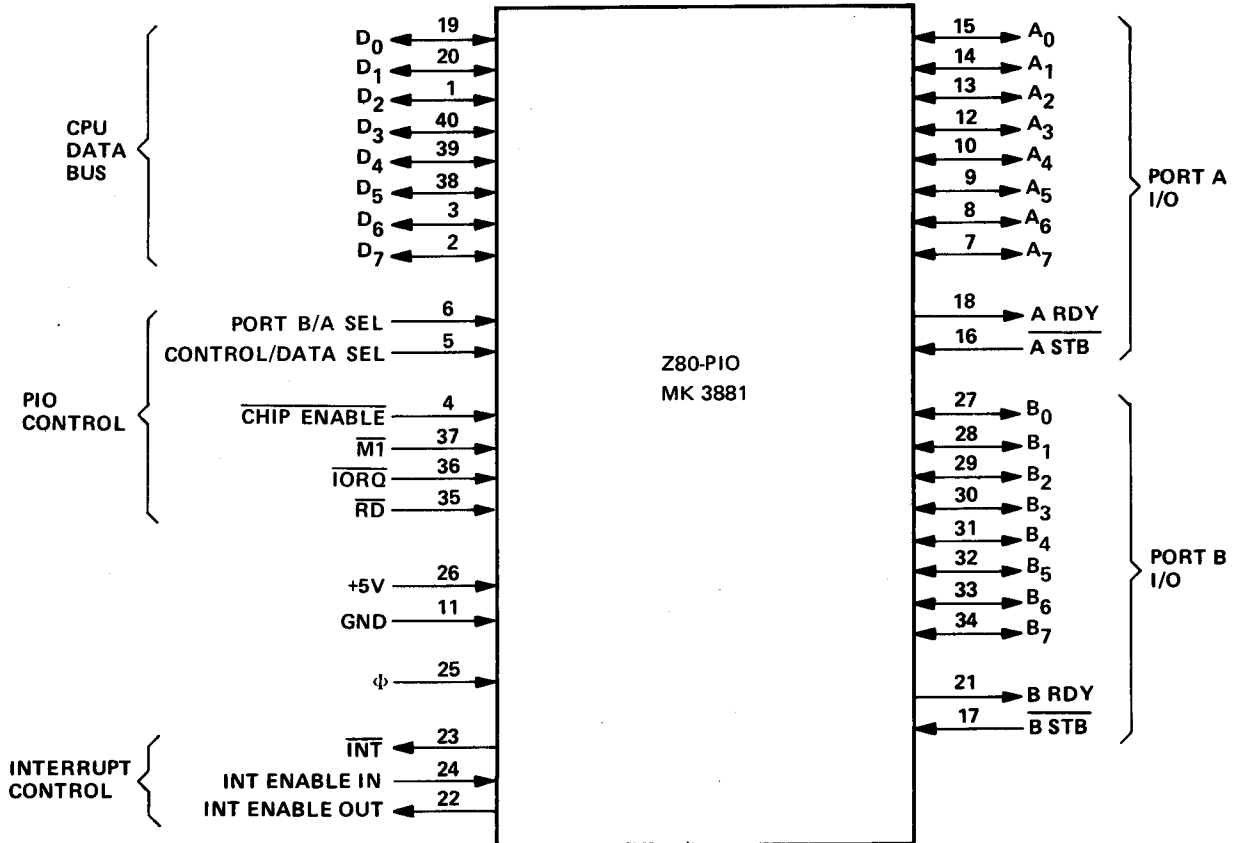 CPU
DATA
BUS
D0 19
D1 20
D2 1
D3 40
D4 39
D5 38
D6 3
D7 2
PIO
CONTROL
PORT B/A SEL 6
CONTROL/DATA SEL 5
CHIP ENABLE 4
M1 37
IORQ 36
RD 35
+5V 26
GND 11
Φ 25
INTERRUPT
CONTROL
INT 23
INT ENABLE IN 24
INT ENABLE OUT 22
Z80-PIO
MK 3881
15 A0
14 A1
13 A2
12 A3
10 A4
9 A5
8 A6
7 A7
18 A RDY
16 A STB
PORT A
I/O
27 B0
28 B1
29 B2
30 B3
31 B4
32 B5
33 B6
34 B7
21 B RDY
17 B STB
PORT B
I/O